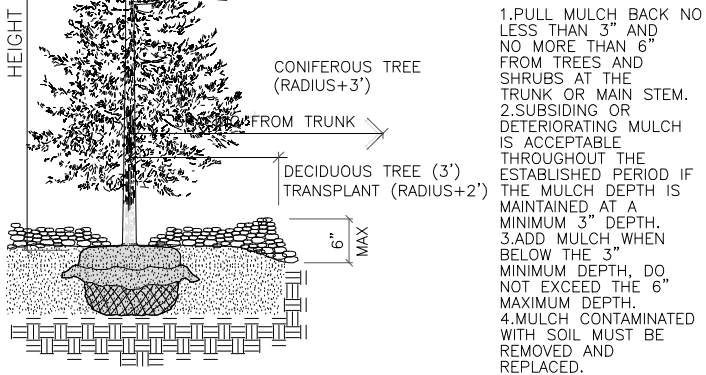 HEIGHT
CONIFEROUS TREE
(RADIUS+3')
FROM TRUNK
DECIDUOUS TREE (3')
TRANSPLANT (RADIUS+2')
6"
MAX
1.PULL MULCH BACK NO
LESS THAN 3" AND
NO MORE THAN 6"
FROM TREES AND
SHRUBS AT THE
TRUNK OR MAIN STEM.
2.SUBSIDING OR
DETERIORATING MULCH
IS ACCEPTABLE
THROUGHOUT THE
ESTABLISHED PERIOD IF
THE MULCH DEPTH IS
MAINTAINED AT A
MINIMUM 3" DEPTH.
3.ADD MULCH WHEN
BELOW THE 3"
MINIMUM DEPTH, DO
NOT EXCEED THE 6"
MAXIMUM DEPTH.
4.MULCH CONTAMINATED
WITH SOIL MUST BE
REMOVED AND
REPLACED.